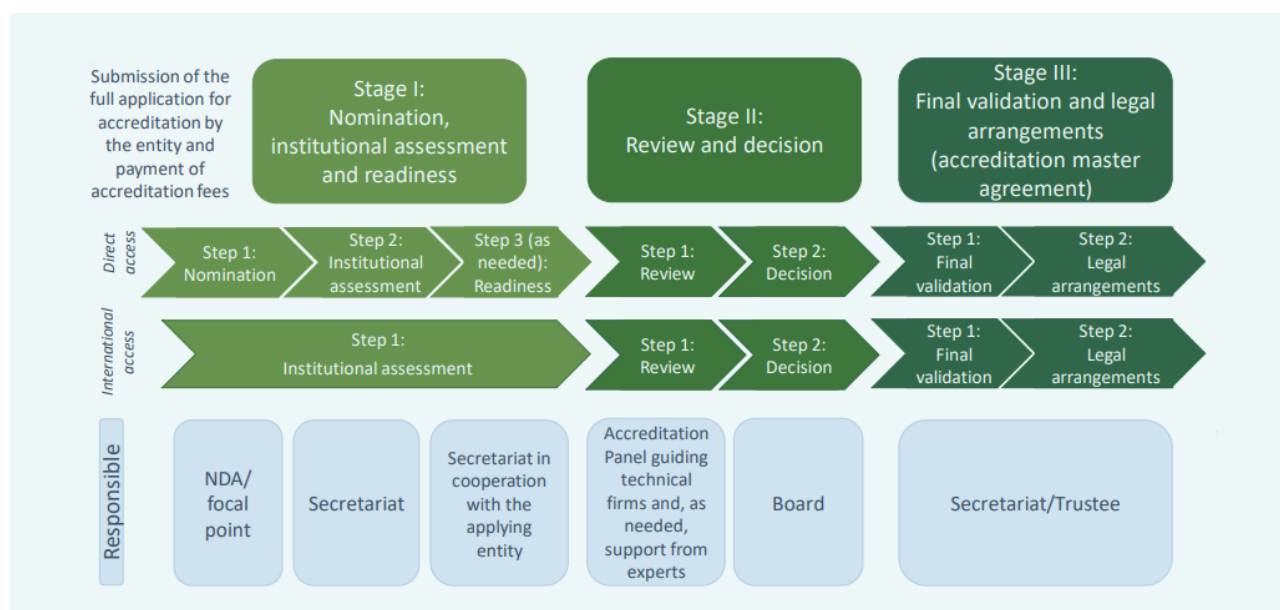 Submission of the
full application for
accreditation by
the entity and
payment of
accreditation fees
Stage I:
Nomination,
institutional assessment
and readiness
Stage II:
Review and decision
Stage III:
Final validation and legal
arrangements
(accreditation master
agreement)
Direct
access
Step 1:
Nomination
Step 2:
Institutional
assessment
Step 3 (as
needed):
Readiness
Step 1:
Review
Step 2:
Decision
Step 1:
Final
validation
Step 2:
Legal
arrangements
International
access
Step 1:
Institutional assessment
Step 1:
Review
Step 2:
Decision
Step 1:
Final
validation
Step 2:
Legal
arrangements
Responsible
NDA/
focal
point
Secretariat
Secretariat in
cooperation
with the
applying
entity
Accreditation
Panel guiding
technical
firms and, as
needed,
support from
experts
Board
Secretariat/Trustee